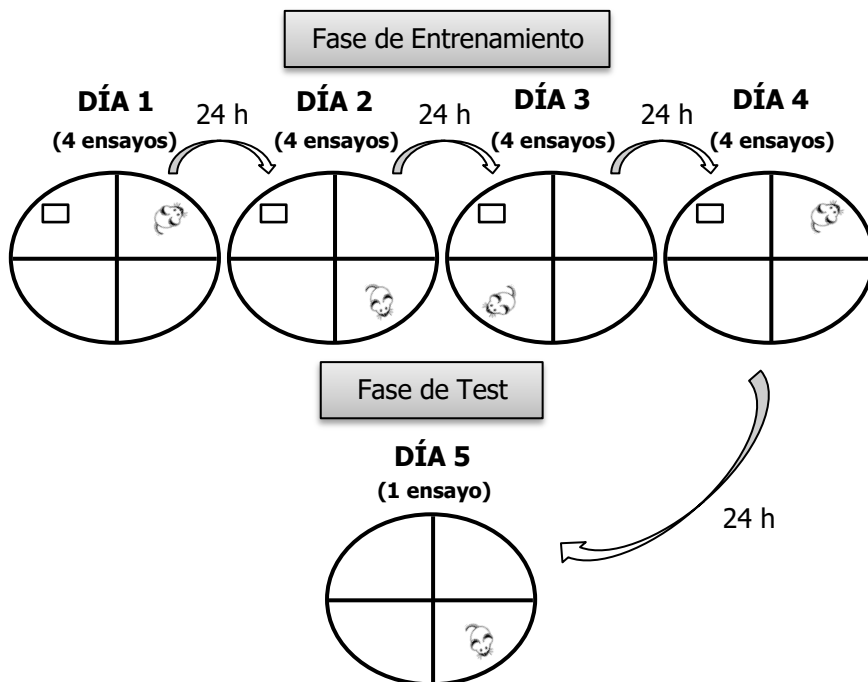 Fase de Entrenamiento
DÍA 1
24 h
DÍA 2
24 h
DÍA 3
24 h
DÍA 4
(4 ensayos)
(4 ensayos)
(4 ensayos)
(4 ensayos)
Fase de Test
DÍA 5
(1 ensayo)
24 h